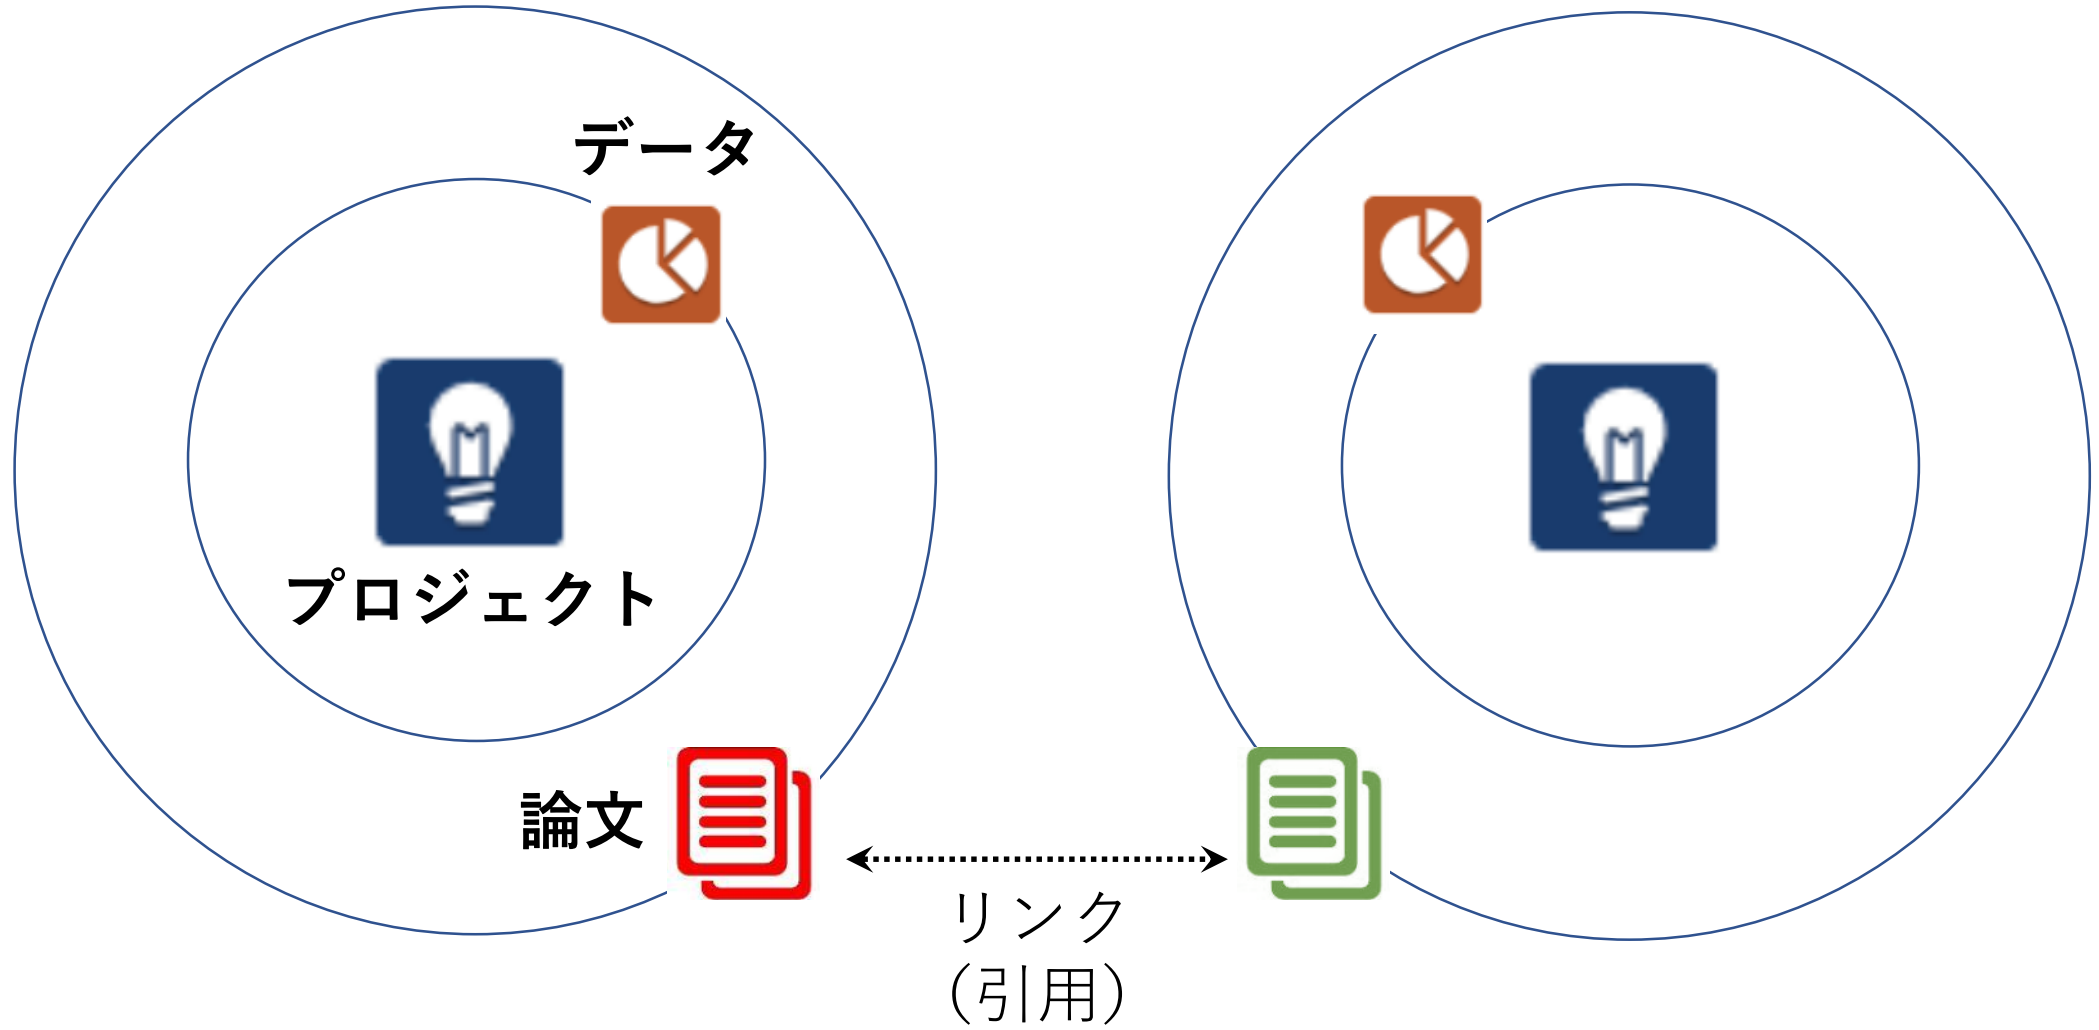 データ
プロジェクト
論文
リンク
(引用)